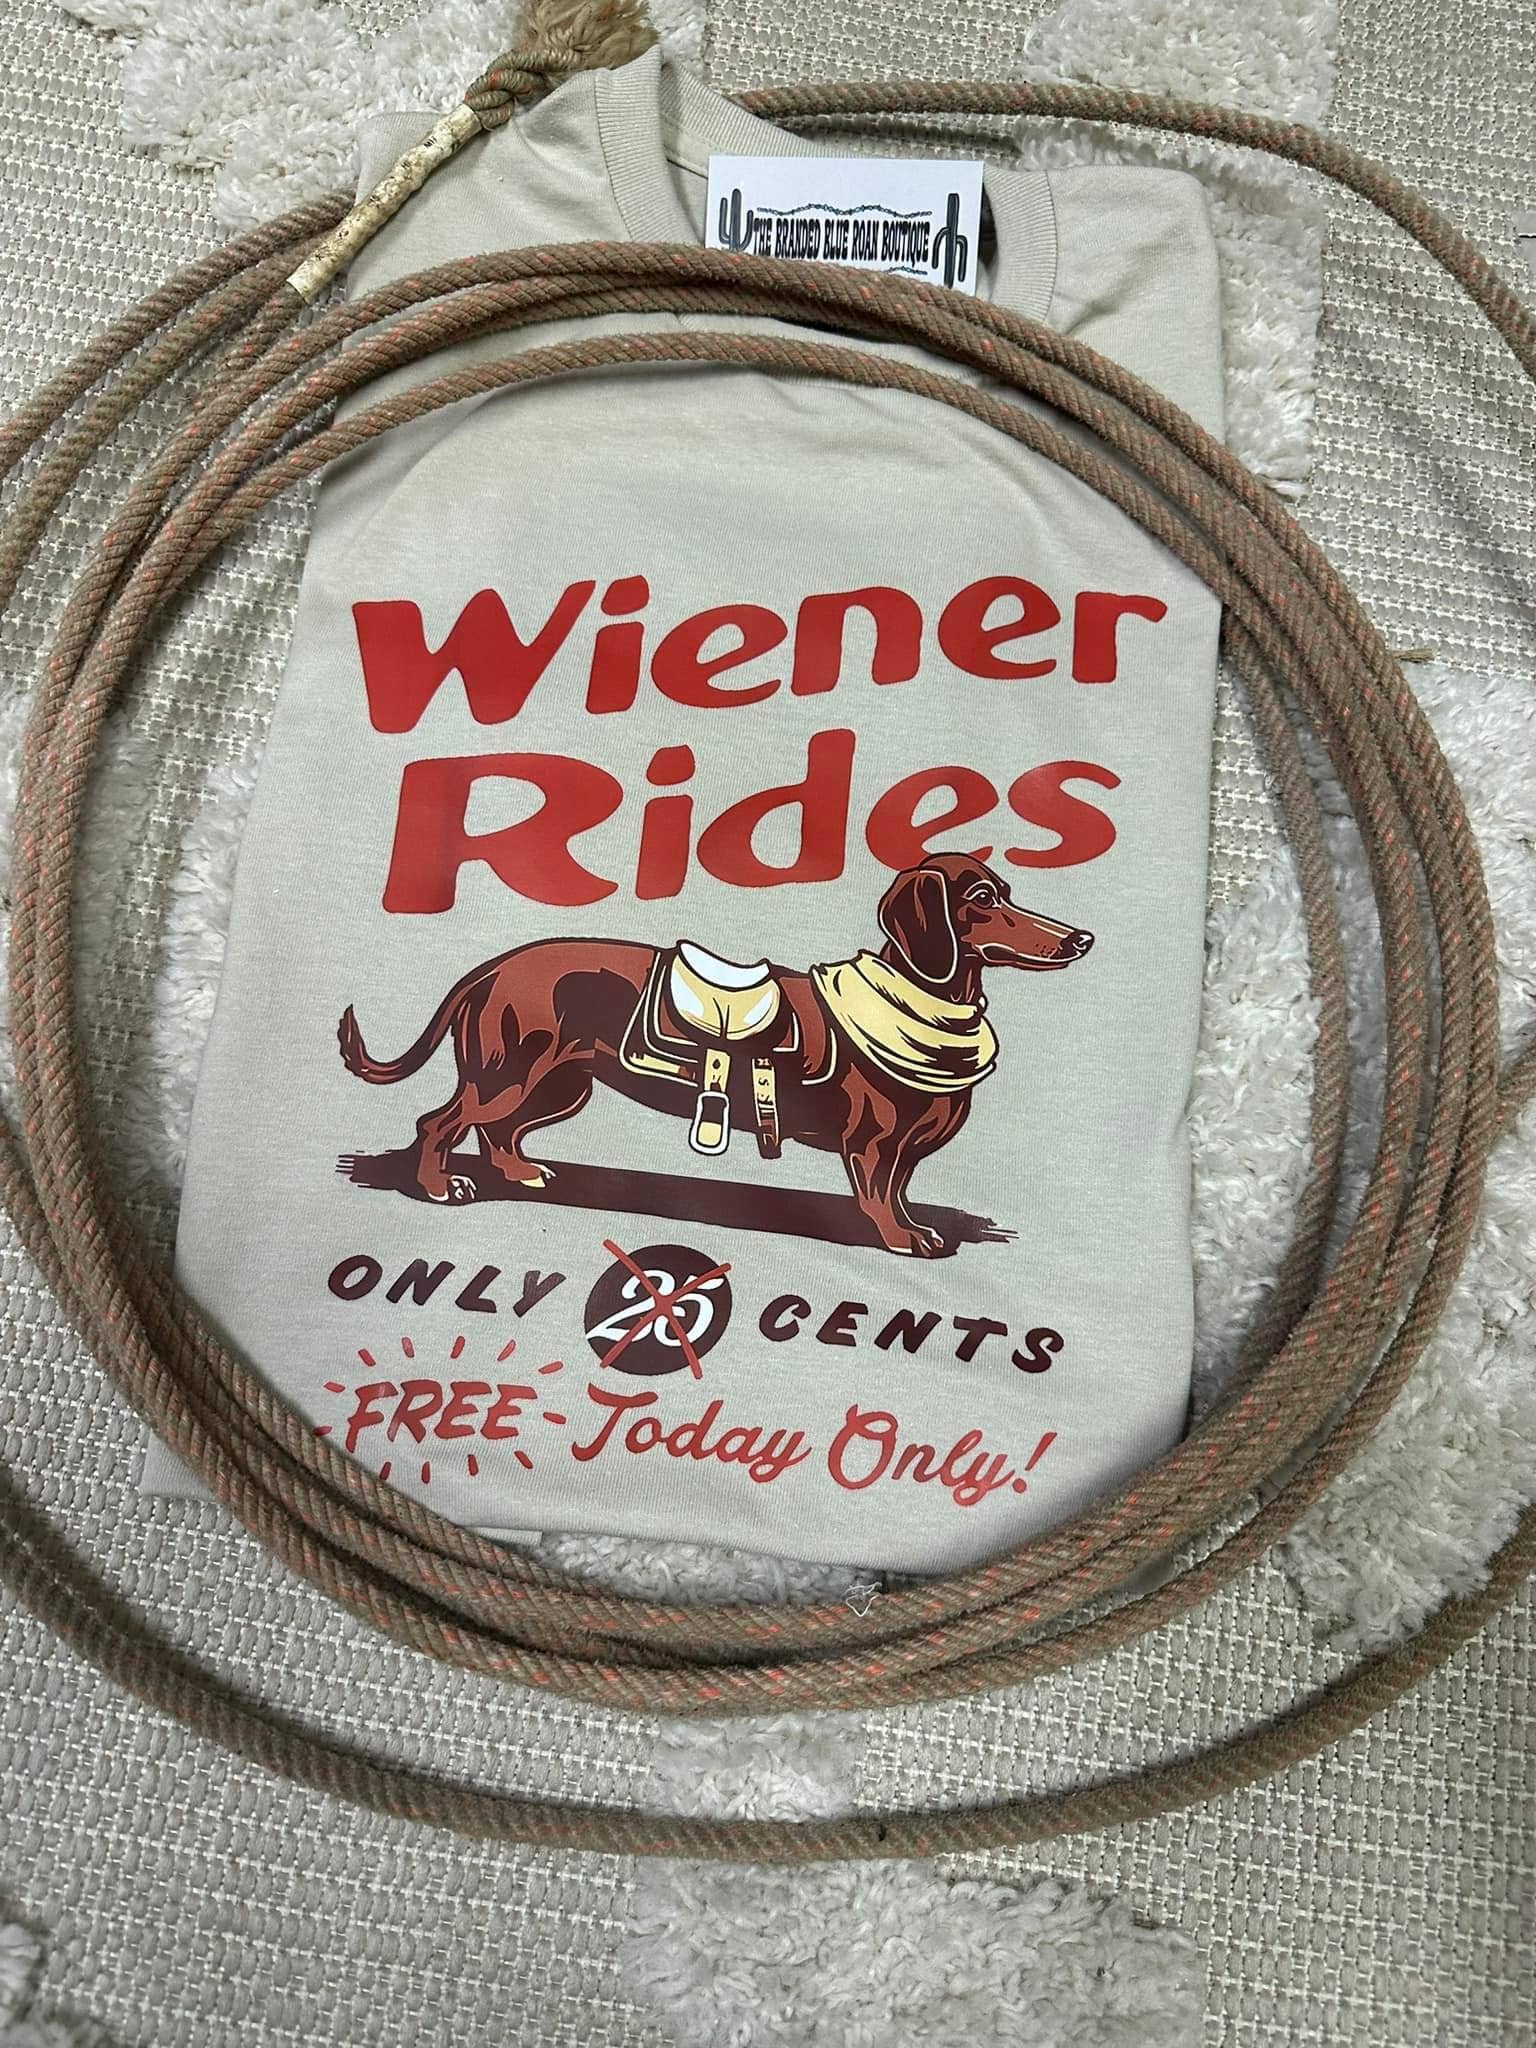 THE BRANDED BLUE ROAN BOUTIQUE
Wiener
Rides
ONLY 25 CENTS
FREE Today Only!